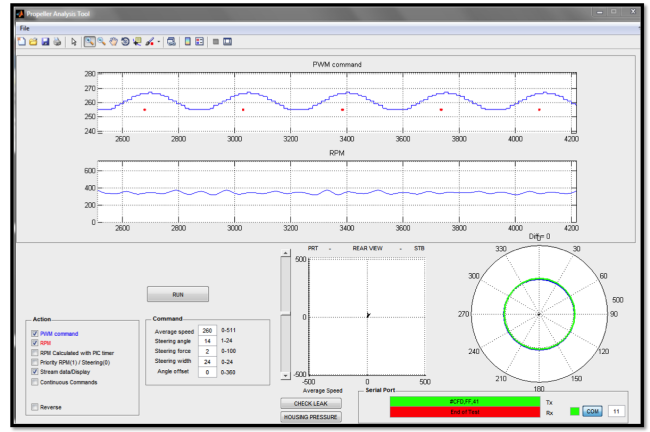 Propeller Analysis Tool
File
PWM command
280
270
260
250
240
2600 2800 3000 3200 3400 3600 3800 4000 4200
RPM
600
400
200
0
2600 2800 3000 3200 3400 3600 3800 4000 4200
PRT - REAR VIEW - STB
500
0
-500
-500 0 500
Average Speed
Diff= 0
0
30
60
500
90
120
150
180
210
240
270
300
330
RUN
Action
PWM command
RPM
RPM Calculated with PIC timer
Priority RPM(1) / Steering(0)
Stream data/Display
Continuous Commands
Reverse
Command
Average speed 260 0-511
Steering angle 14 1-24
Steering force 2 0-100
Steering width 24 0-24
Angle offset 0 0-360
CHECK LEAK
HOUSING PRESSURE
Serial Port
#CFD,FF,41 Tx
End of Test Rx
COM 11